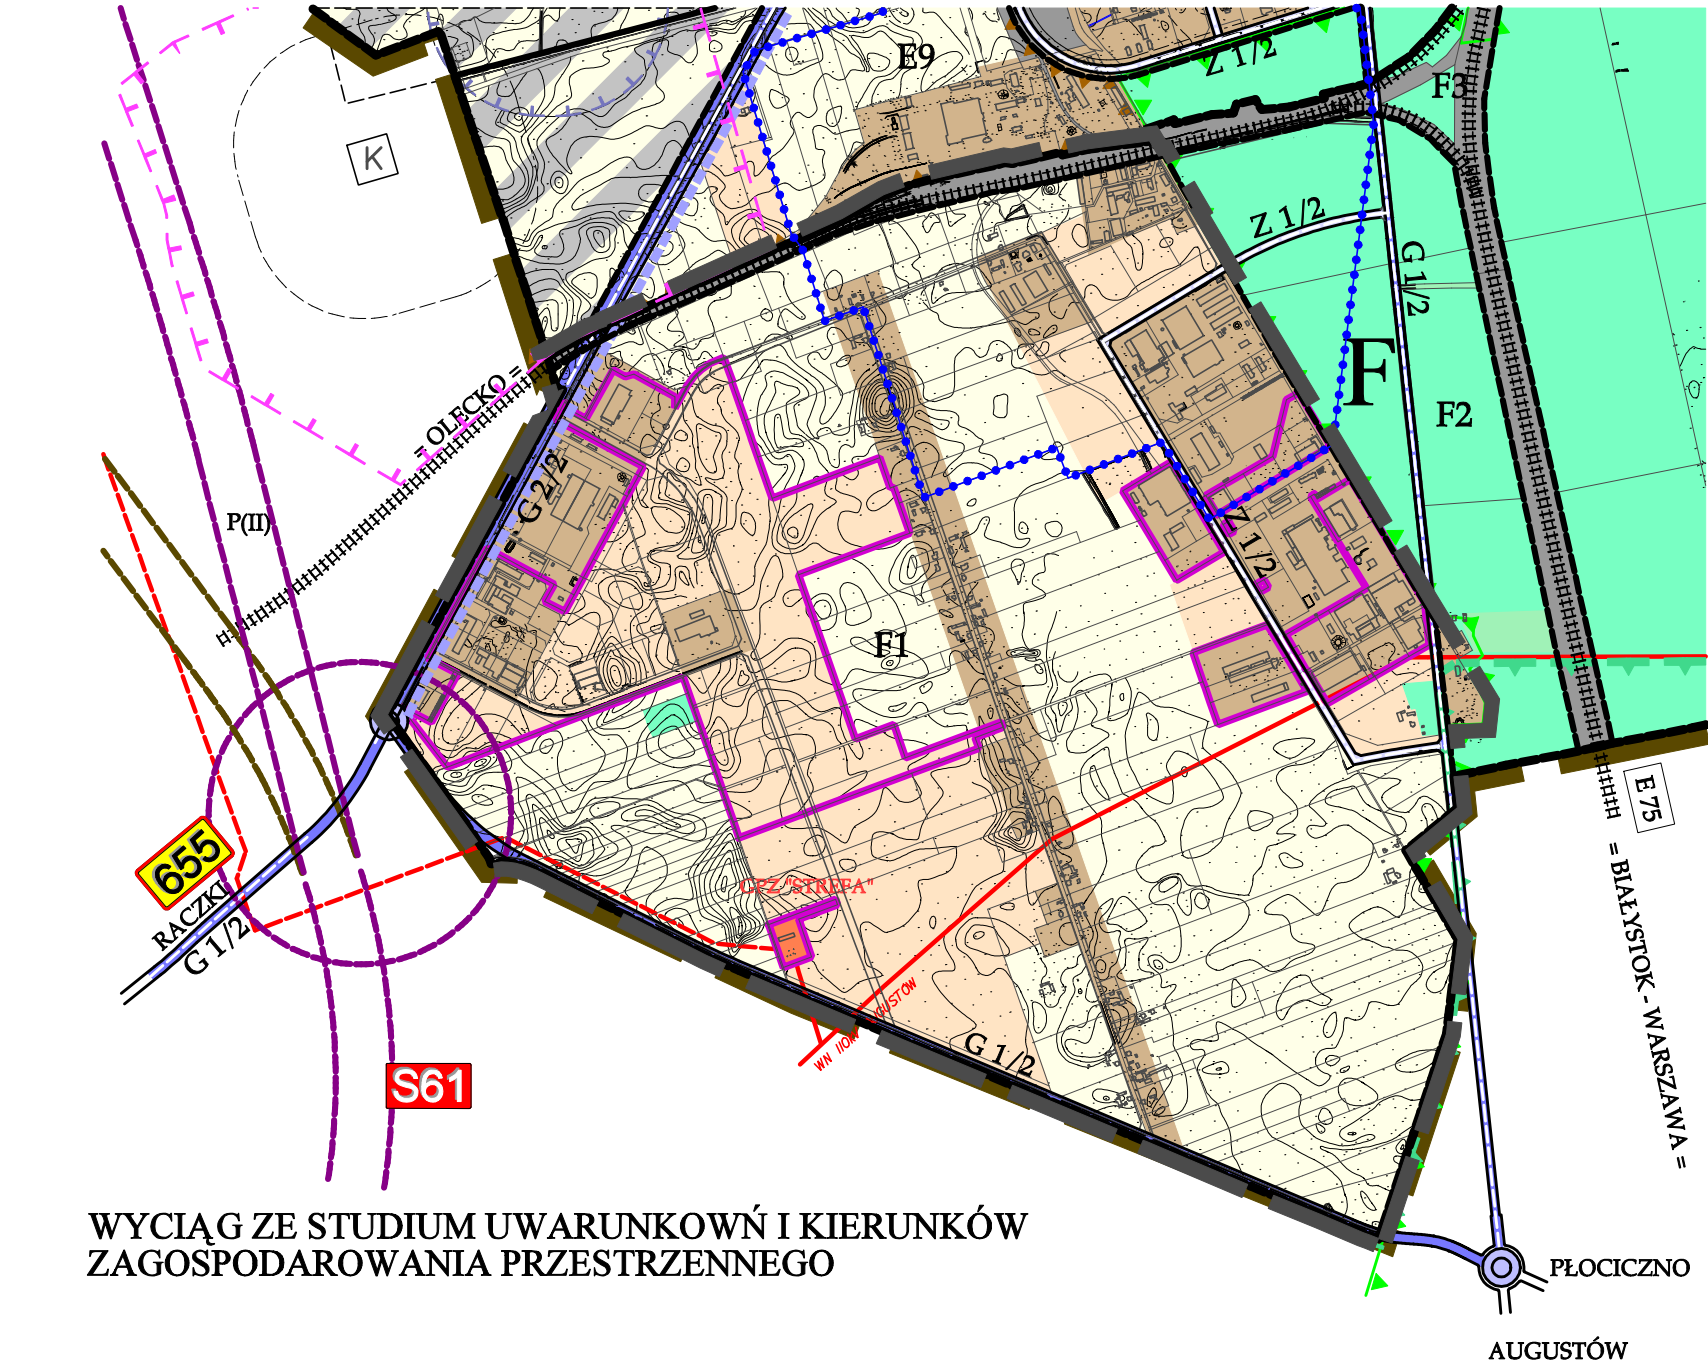 E9
Z 1/2
F3
K
Z 1/2
G 1/2
F
F2
= OLECKO =
G 2/2
P(II)
Z 1/2
F1
E 75
655
RACZKI
G 1/2
GPZ "STREFA"
= BIAŁYSTOK - WARSZAWA =
G 1/2
S61
WYCIĄG ZE STUDIUM UWARUNKOWŃ I KIERUNKÓW
ZAGOSPODAROWANIA PRZESTRZENNEGO
PŁOCICZNO
AUGUSTÓW